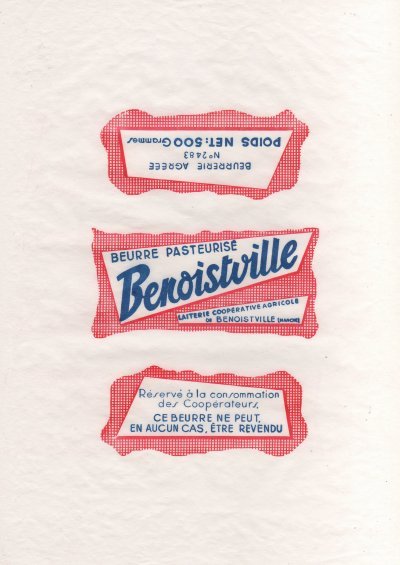 POIDS NET: 500 Grammes
Nº 2483
BEURRERIE AGRÉÉE
BEURRE PASTEURISÉ
Benoistville
LAITERIE COOPÉRATIVE AGRICOLE
DE BENOISTVILLE (MANCHE)
Réservé à la consommation
des Coopérateurs,
CE BEURRE NE PEUT,
EN AUCUN CAS, ÊTRE REVENDU